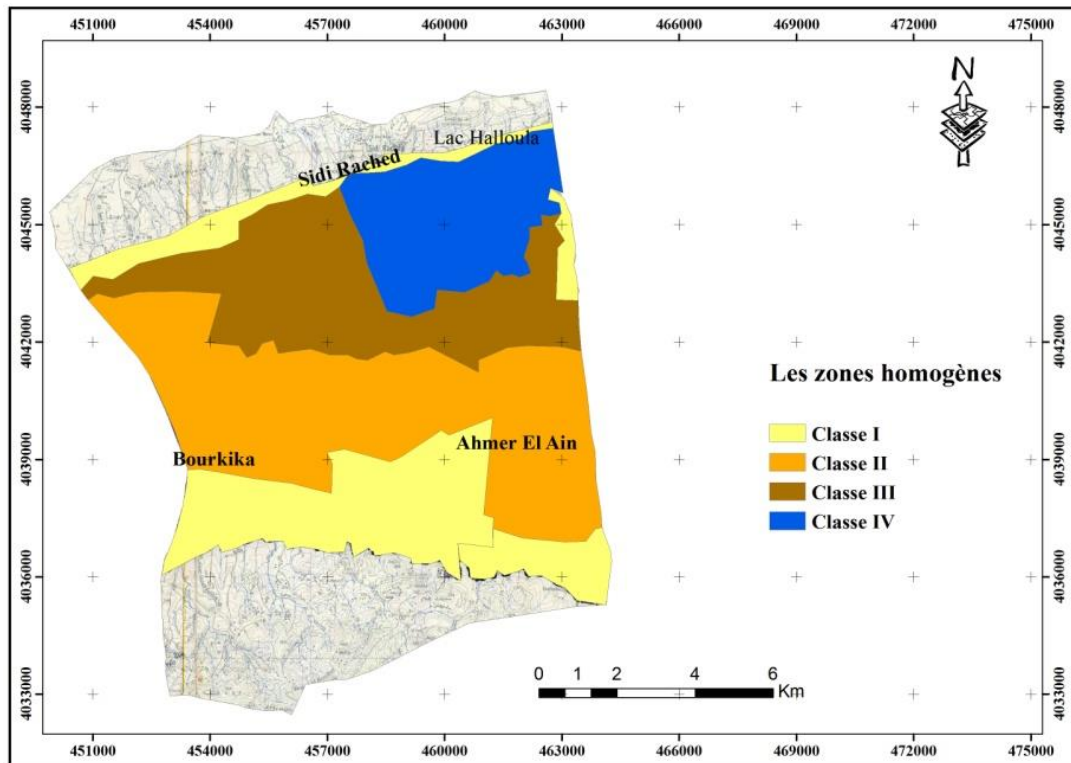 451000 454000 457000 460000 463000 466000 469000 472000 475000
N
4048000 4048000
Lac Halloula
Sidi Rached
4045000 4045000
4042000 4042000
Les zones homogènes
Classe I
Ahmer El Ain
Bourkika
4039000 4039000
Classe II
Classe III
Classe IV
4036000 4036000
0 1 2 4 6
Km
4033000 4033000
451000 454000 457000 460000 463000 466000 469000 472000 475000